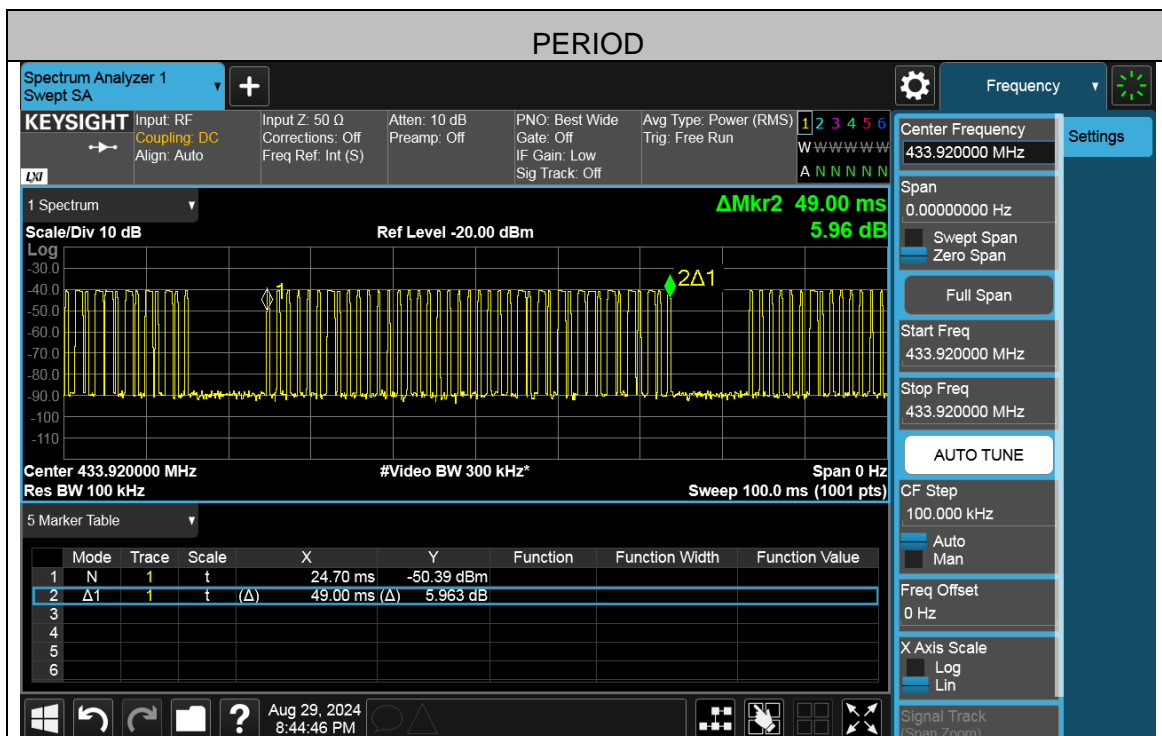 PERIOD
Spectrum Analyzer 1
Swept SA
+
Frequency
KEYSIGHT
LXI
Input: RF
Coupling: DC
Align: Auto
Input Z: 50 Ω
Corrections: Off
Freq Ref: Int (S)
Atten: 10 dB
Preamp: Off
PNO: Best Wide
Gate: Off
IF Gain: Low
Sig Track: Off
Avg Type: Power (RMS)
Trig: Free Run
1 2 3 4 5 6
W W W W W W
A N N N N N
Center Frequency
433.920000 MHz
Settings
Span
0.00000000 Hz
Swept Span
Zero Span
Full Span
Start Freq
433.920000 MHz
Stop Freq
433.920000 MHz
AUTO TUNE
CF Step
100.000 kHz
Auto
Man
Freq Offset
0 Hz
X Axis Scale
Log
Lin
Signal Track
(Span Zoom)
1 Spectrum
ΔMkr2 49.00 ms
5.96 dB
Scale/Div 10 dB
Ref Level -20.00 dBm
Log
-30.0
-40.0
-50.0
-60.0
-70.0
-80.0
-90.0
-100
-110
1
2Δ1
Center 433.920000 MHz
#Video BW 300 kHz*
Span 0 Hz
Res BW 100 kHz
Sweep 100.0 ms (1001 pts)
5 Marker Table
Mode Trace Scale X Y Function Function Width Function Value
1 N 1 t 24.70 ms -50.39 dBm
2 Δ1 1 t (Δ) 49.00 ms (Δ) 5.963 dB
3
4
5
6
?
Aug 29, 2024
8:44:46 PM